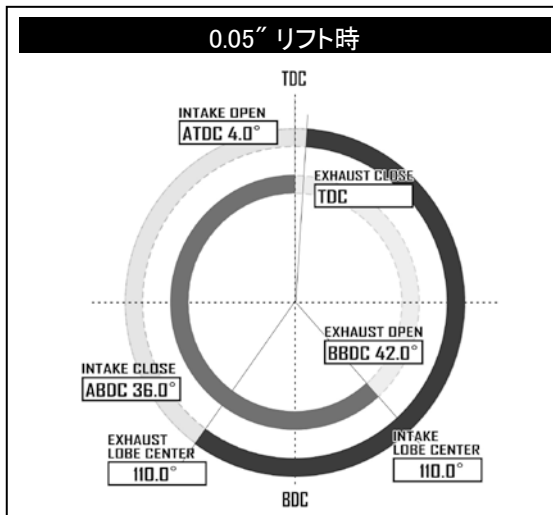 0.05″ リフト時
TDC
INTAKE OPEN
ATDC 4.0°
EXHAUST CLOSE
TDC
EXHAUST OPEN
BBDC 42.0°
INTAKE CLOSE
ABDC 36.0°
EXHAUST
LOBE CENTER
110.0°
INTAKE
LOBE CENTER
110.0°
BDC